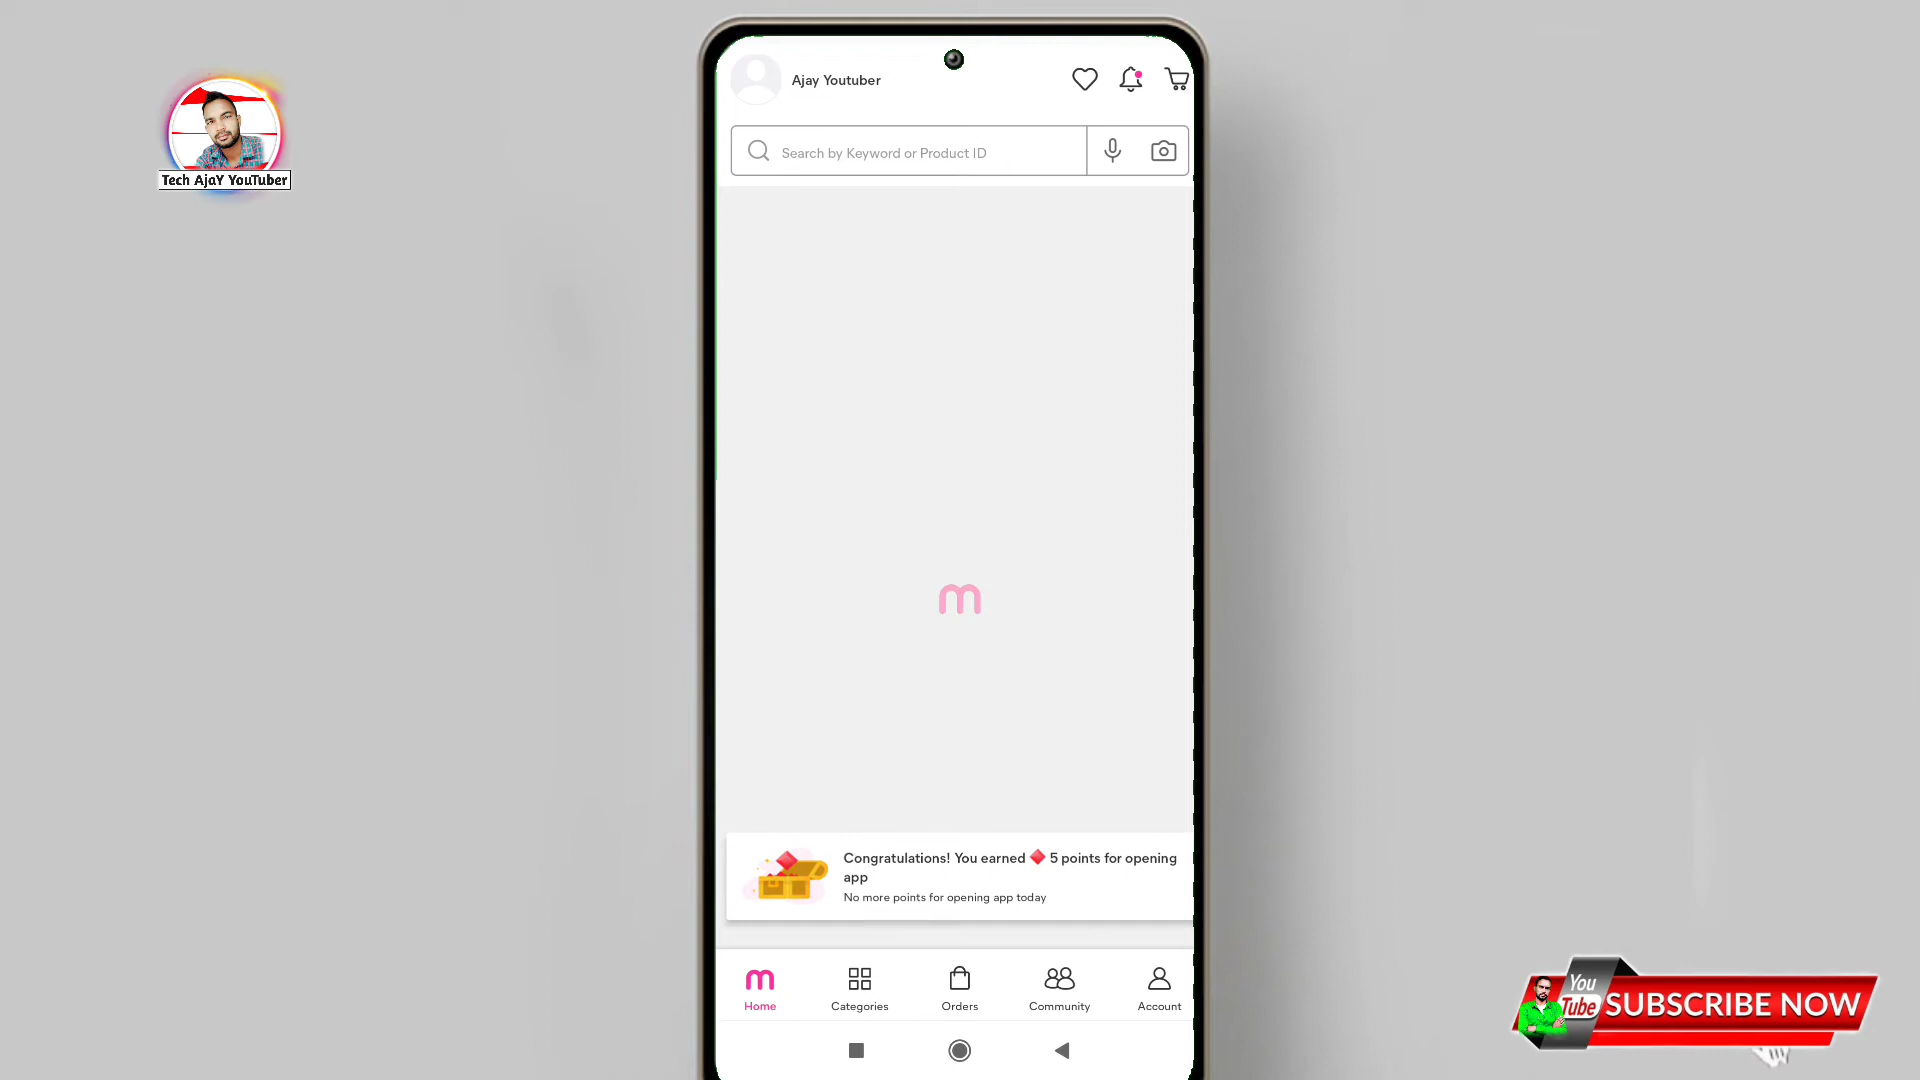 Tech AjaY YouTuber
Ajay Youtuber
Search by Keyword or Product ID
m
Congratulations! You earned 5 points for opening
app
No more points for opening app today
m
Home
Categories
Orders
Community
Account
You
Tube
SUBSCRIBE NOW